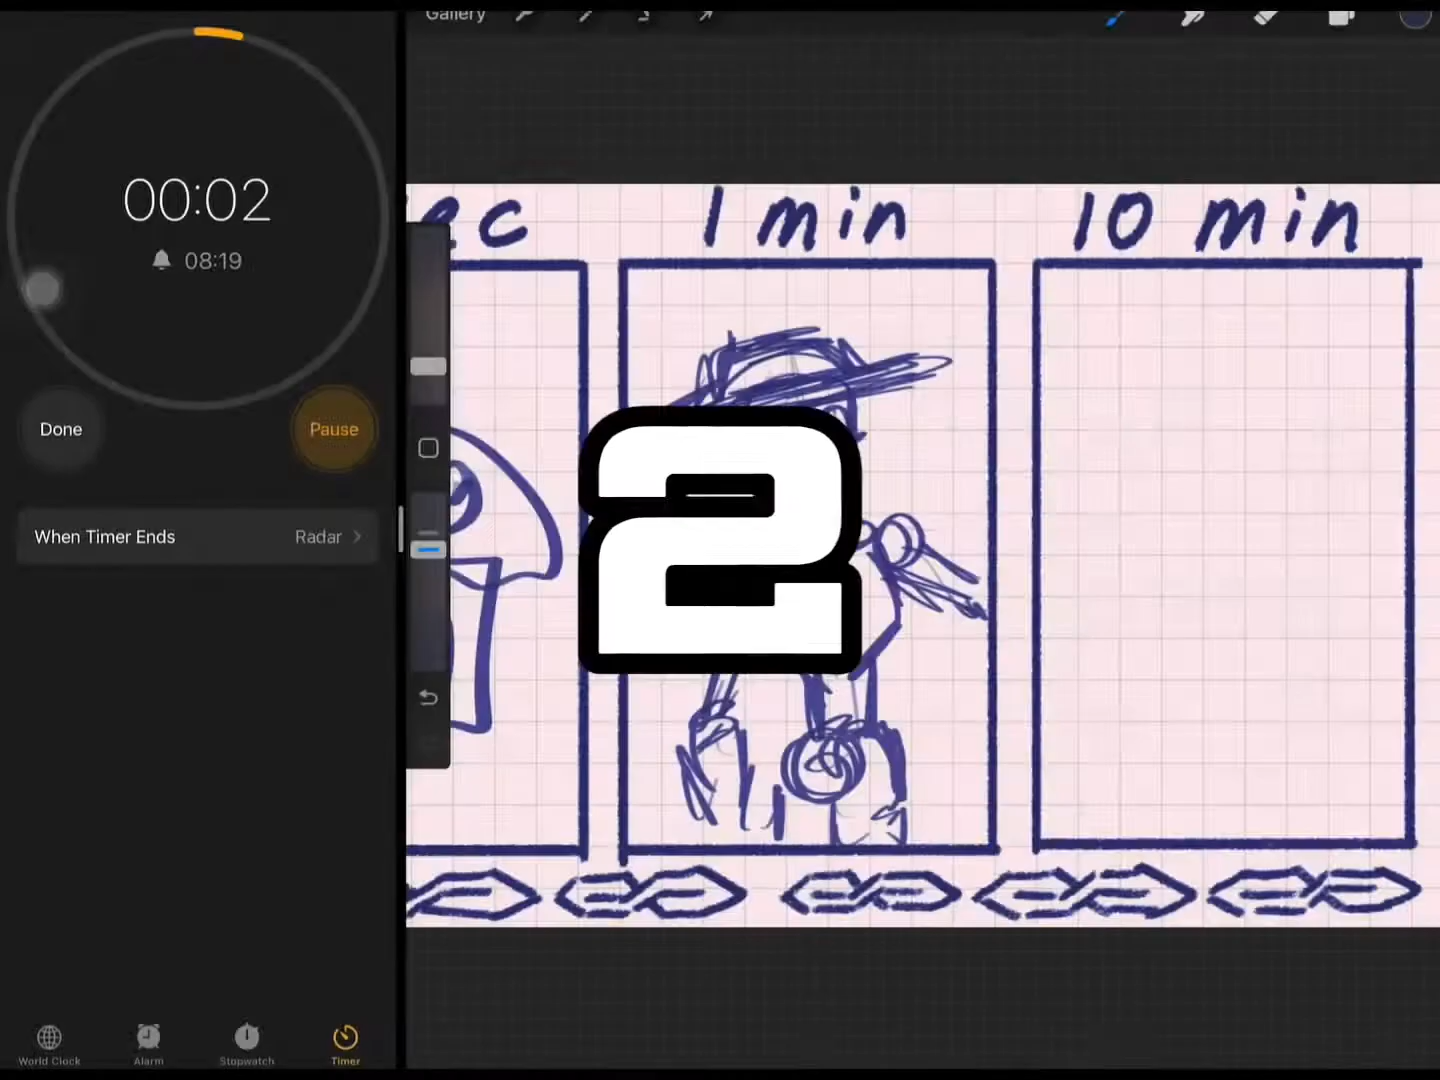 Gallery
00:02
08:19
Done
Pause
When Timer Ends
Radar
World Clock
Alarm
Stopwatch
Timer
ec
1 min
10 min
2